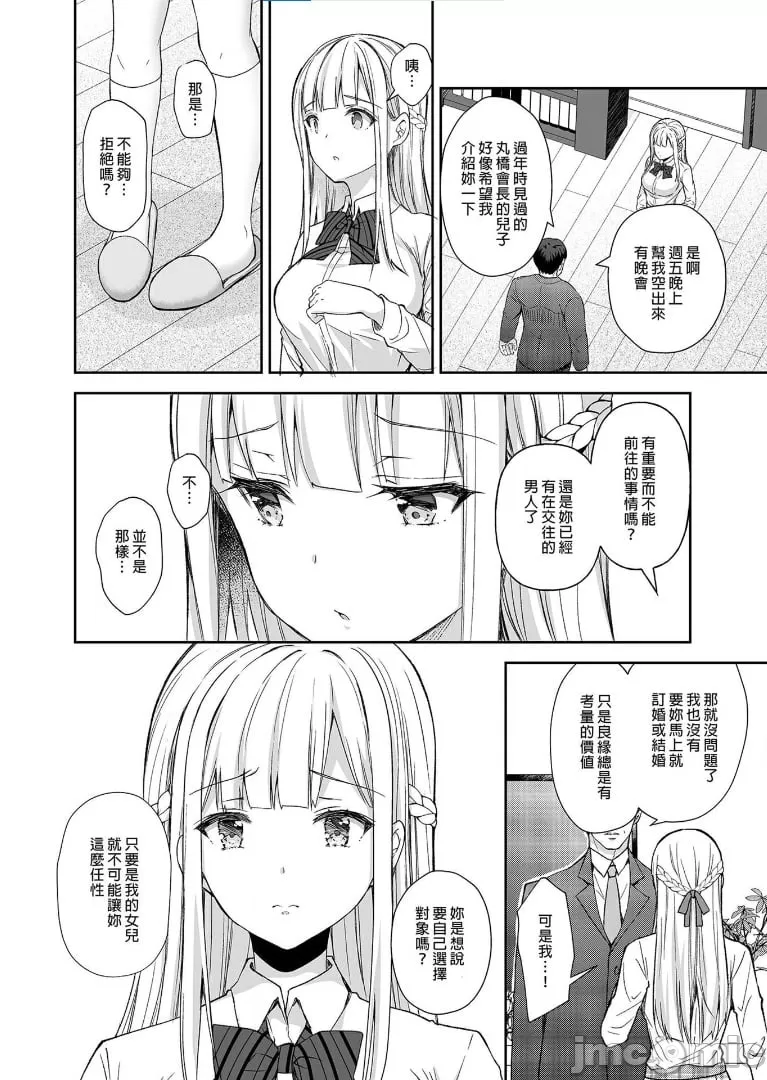 是啊
週五晚上
幫我空出來
有晚會
過年時見過的
丸橋會長的兒子
好像希望我
介紹妳一下
咦…
那是…
不能夠…
拒絕嗎？
有重要而不能
前往的事情嗎？
還是妳已經
有在交往的
男人了
不…
並不是
那樣…
那就沒問題了
我也沒有
要妳馬上就
訂婚或結婚
只是良緣總是有
考量的價值
可是我…！
妳是想說
要自己選擇
對象嗎？
只要是我的女兒
就不可能讓妳
這麼任性
jmcomic